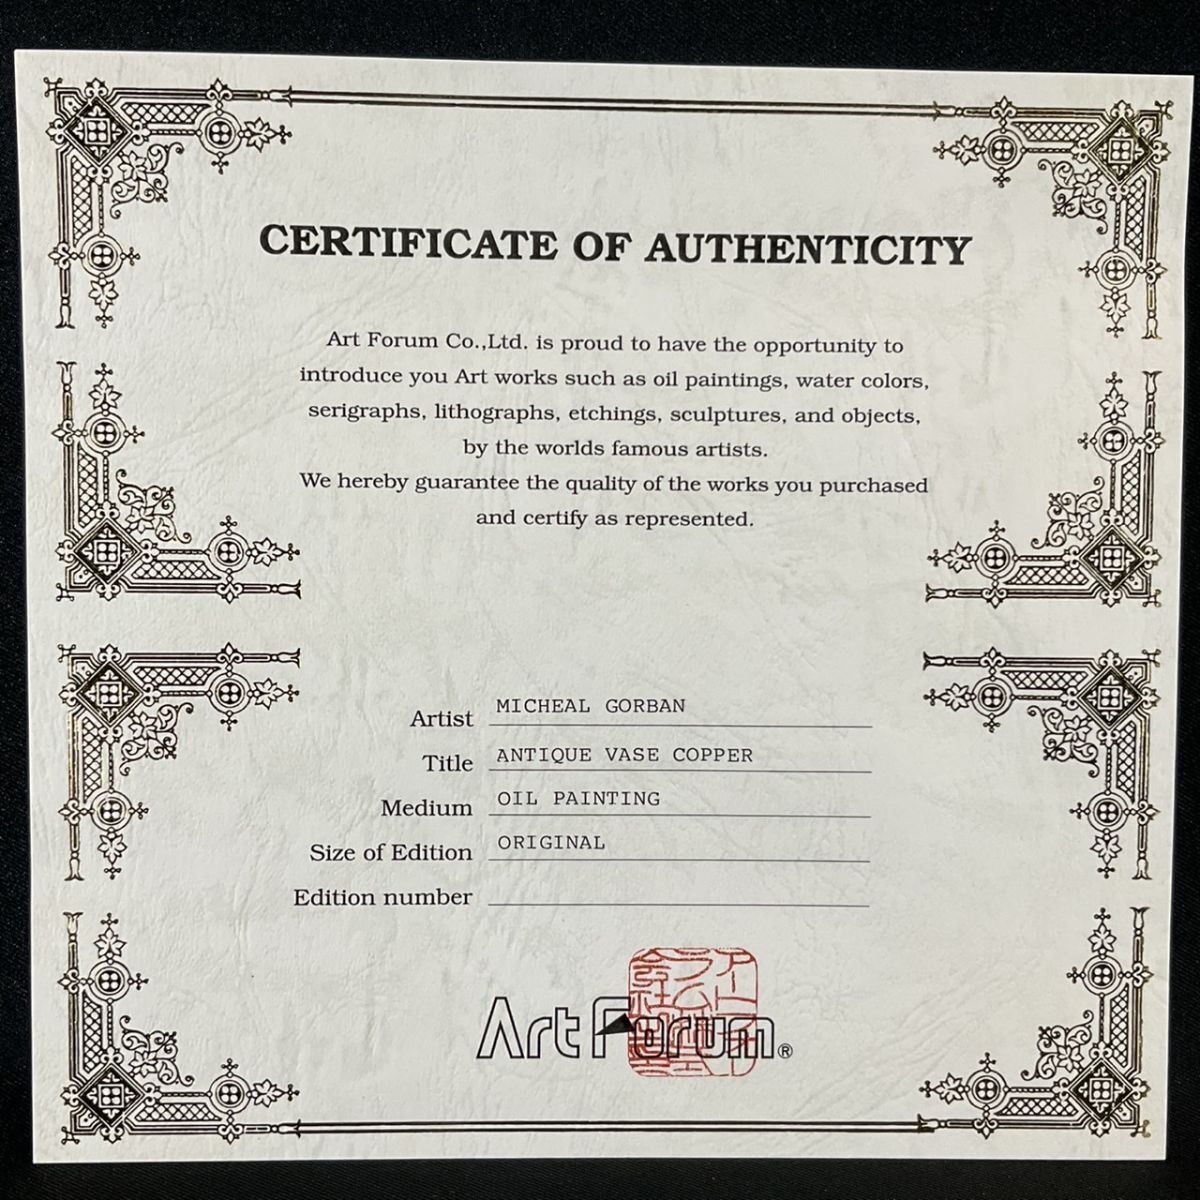 CERTIFICATE OF AUTHENTICITY
Art Forum Co.,Ltd. is proud to have the opportunity to
introduce you Art works such as oil paintings, water colors,
serigraphs, lithographs, etchings, sculptures, and objects,
by the worlds famous artists.
We hereby guarantee the quality of the works you purchased
and certify as represented.
Artist MICHEAL GORBAN
Title ANTIQUE VASE COPPER
Medium OIL PAINTING
Size of Edition ORIGINAL
Edition number
Art Forum®